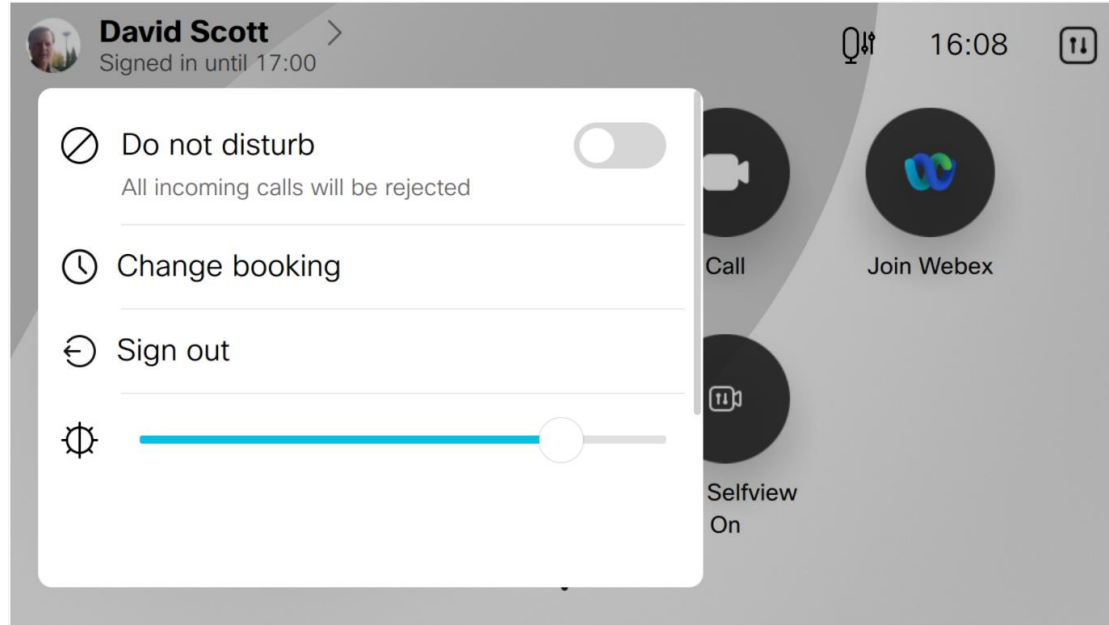 David Scott
Signed in until 17:00
16:08
Do not disturb
All incoming calls will be rejected
Change booking
Sign out
Call
Join Webex
Selfview
On